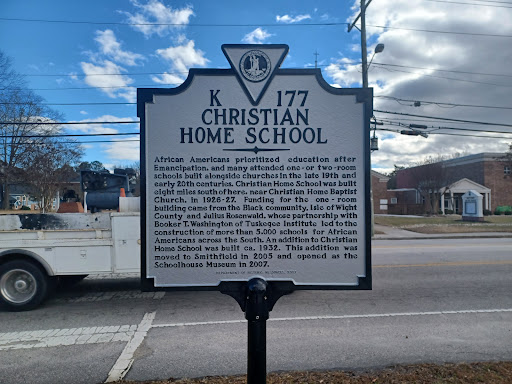 K 177
CHRISTIAN
HOME SCHOOL
African Americans prioritized education after
Emancipation, and many attended one- or two-room
schools built alongside churches in the late 19th and
early 20th centuries. Christian Home School was built
eight miles south of here, near Christian Home Baptist
Church, in 1926-27. Funding for the one-room
building came from the Black community, Isle of Wight
County and Julius Rosenwald, whose partnership with
Booker T. Washington of Tuskegee Institute led to the
construction of more than 5,000 schools for African
Americans across the South. An addition to Christian
Home School was built ca. 1932. This addition was
moved to Smithfield in 2005 and opened as the
Schoolhouse Museum in 2007.
DEPARTMENT OF HISTORIC RESOURCES,